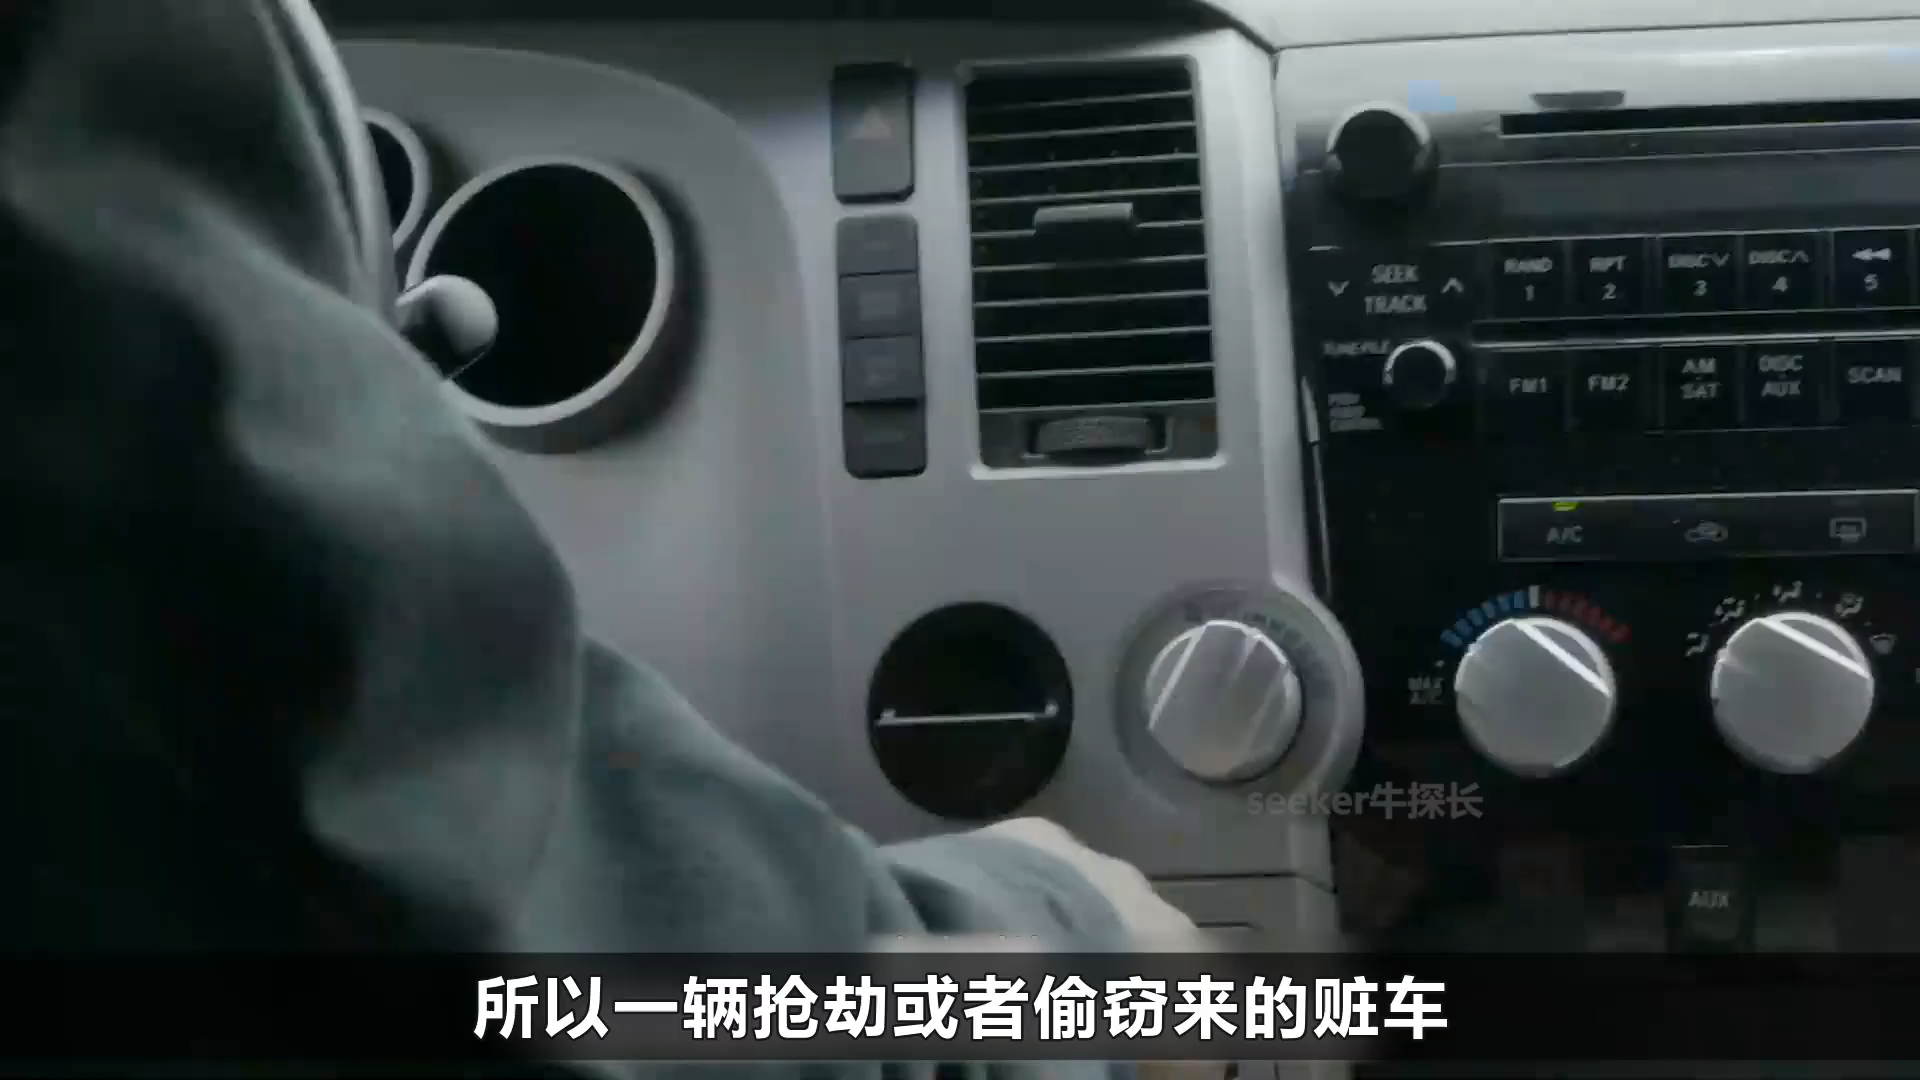 SEEK
TRACK
RAND
1
RPT
2
DISC
3
DISC
4
5
FM1
FM2
AM
SAT
DISC
AUX
SCAN
A/C
MAX
A/C
seeker牛探长
AUX
所以一辆抢劫或者偷窃来的赃车